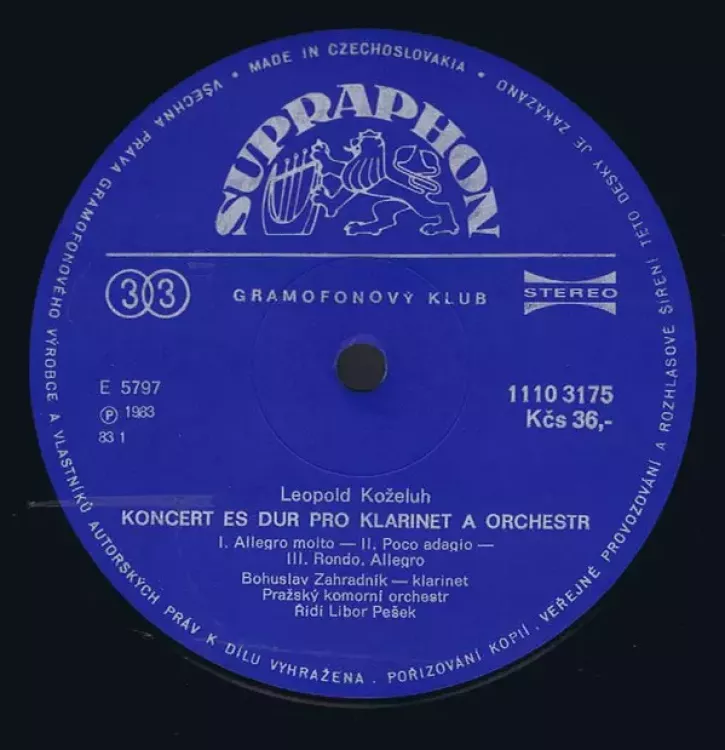 VŠECHNA PRÁVA GRAMOFONOVÉHO VÝROBCE A VLASTNÍKŮ AUTORSKÝCH PRÁV K DÍLU VYHRAŽENA . POŘIZOVÁNÍ KOPIÍ . VEŘEJNÉ PROVOZOVÁNÍ A ROZHLASOVÉ ŠÍŘENÍ TÉTO DESKY JE ZAKÁZÁNO
• MADE IN CZECHOSLOVAKIA •
SUPRAPHON
33
GRAMOFONOVÝ KLUB
STEREO
E 5797
Ⓟ 1983
83 1
1110 3175
Kčs 36,-
Leopold Koželuh
KONCERT ES DUR PRO KLARINET A ORCHESTR
I. Allegro molto — II. Poco adagio —
III. Rondo. Allegro
Bohuslav Zahradník — klarinet
Pražský komorní orchestr
Řídí Libor Pešek